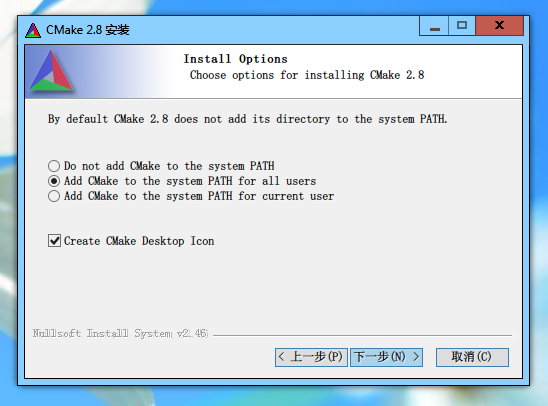 CMake 2.8 安装
Install Options
Choose options for installing CMake 2.8
By default CMake 2.8 does not add its directory to the system PATH.
Do not add CMake to the system PATH
Add CMake to the system PATH for all users
Add CMake to the system PATH for current user
Create CMake Desktop Icon
Nullsoft Install System v2.46
< 上一步(P) 下一步(N) > 取消(C)